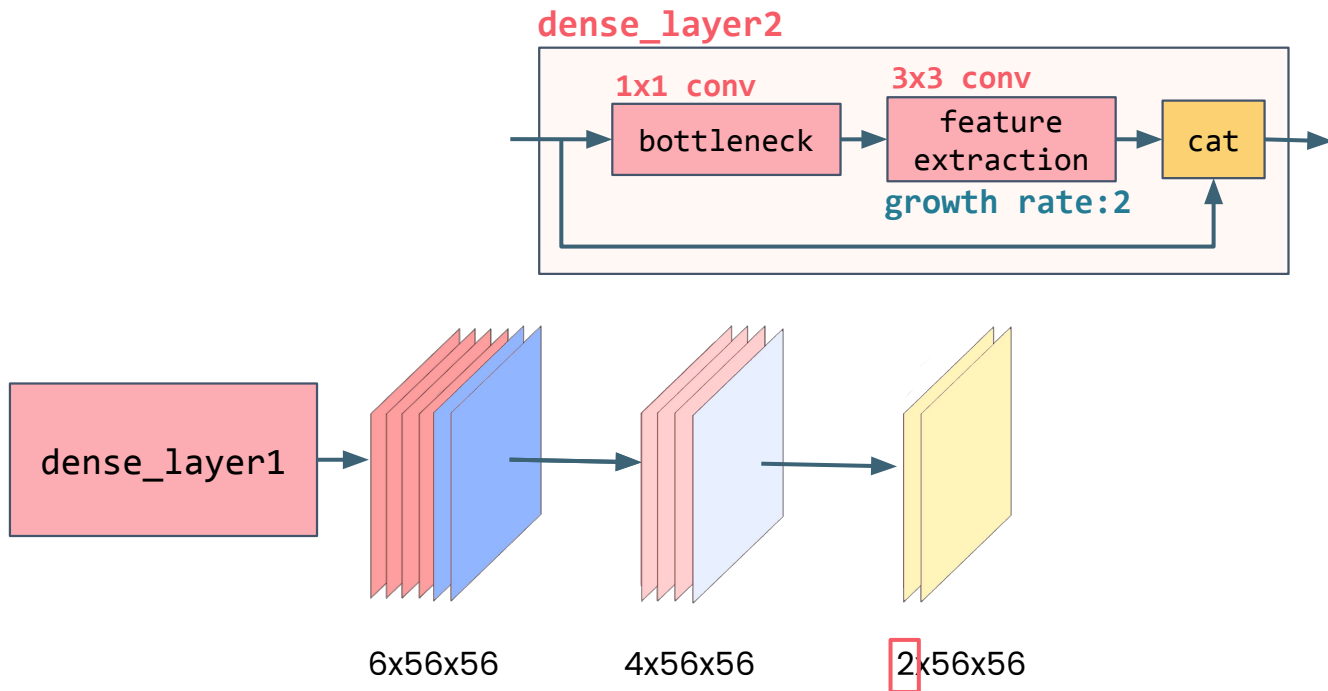 dense_layer2
1x1 conv
3x3 conv
bottleneck
feature
extraction
cat
growth rate:2
dense_layer1
6x56x56
4x56x56
2x56x56